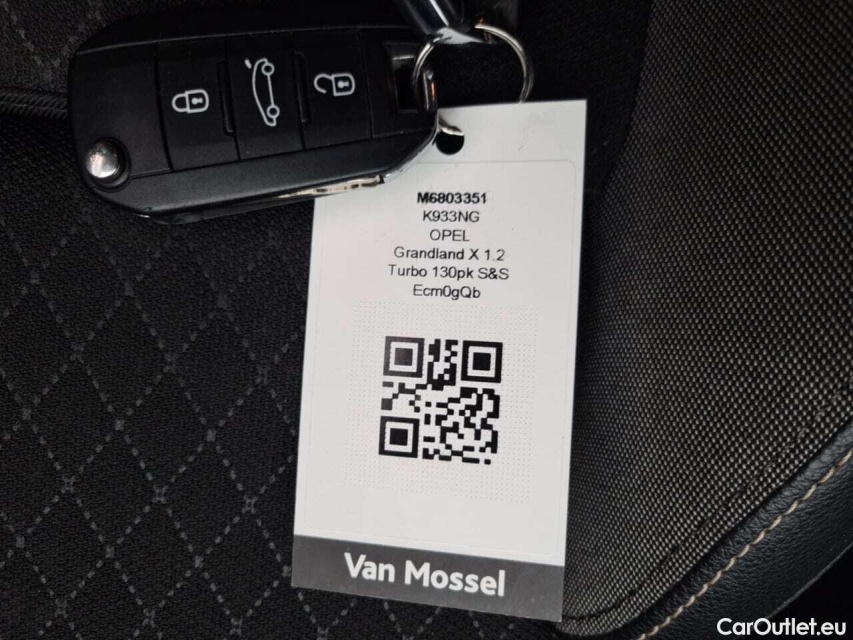 M6803351
K933NG
OPEL
Grandland X 1.2
Turbo 130pk S&S
Ecm0gQb
Van Mossel
CarOutlet.eu